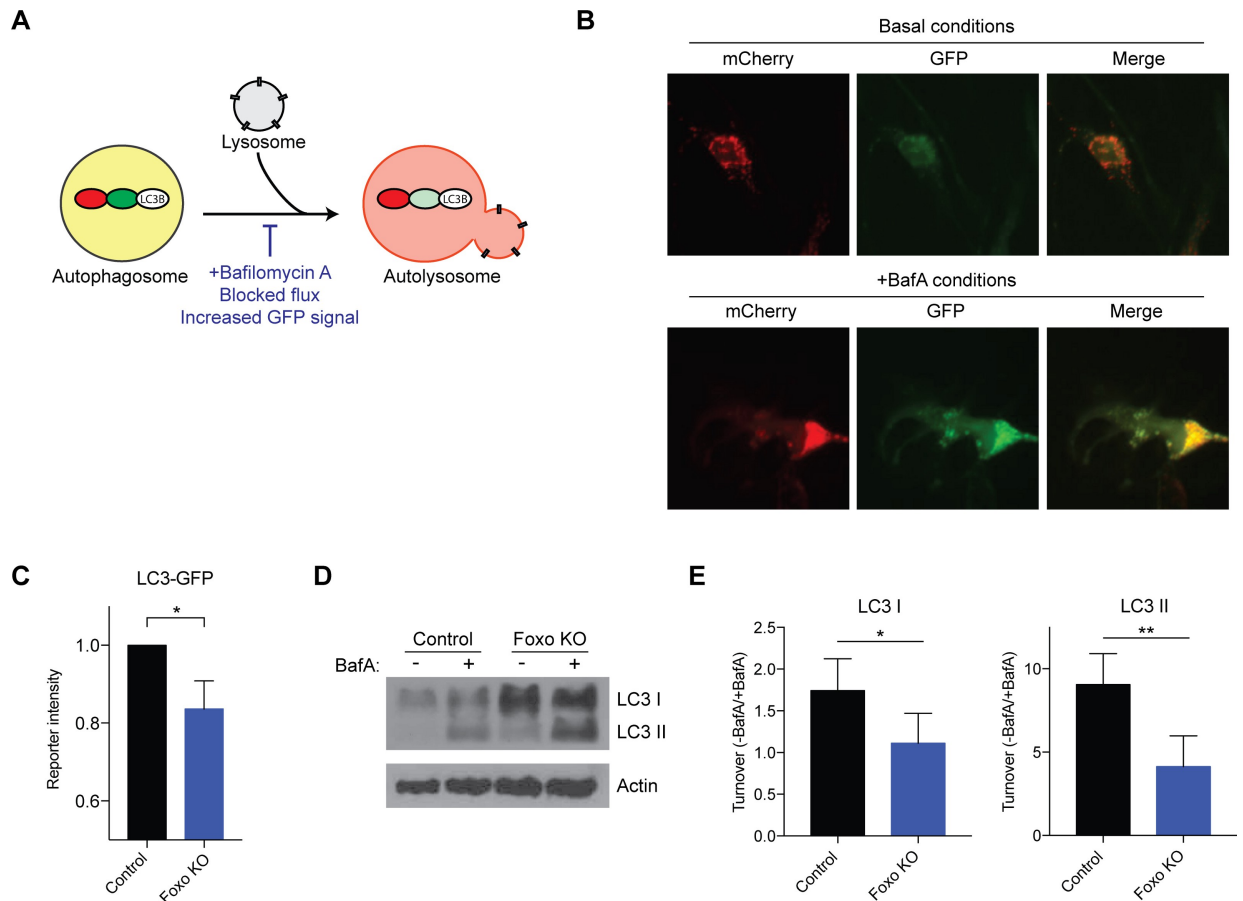 A
Lysosome
LC3B
LC3B
Autophagosome
Autolysosome
+Bafilomycin A
Blocked flux
Increased GFP signal
B
Basal conditions
mCherry GFP Merge
+BafA conditions
mCherry GFP Merge
C
LC3-GFP
*
Reporter intensity
1.0
0.8
0.6
Control
Foxo KO
D
Control Foxo KO
BafA: - + - +
LC3 I
LC3 II
Actin
E
LC3 I
*
Turnover (-BafA/+BafA)
2.5
2.0
1.5
1.0
0.5
0.0
Control
Foxo KO
LC3 II
**
Turnover (-BafA/+BafA)
10
5
0
Control
Foxo KO